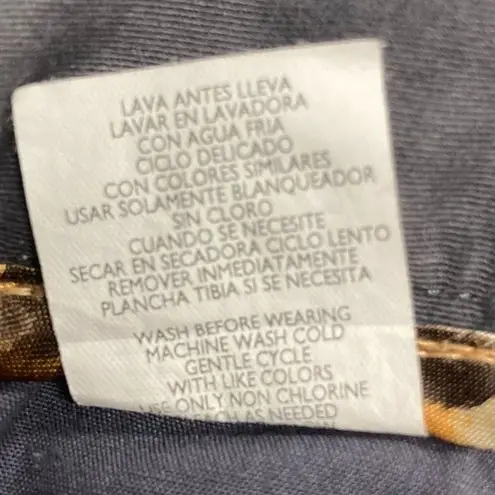 LAVA ANTES LLEVA
LAVAR EN LAVADORA
CON AGUA FRIA
CICLO DELICADO
CON COLORES SIMILARES
USAR SOLAMENTE BLANQUEADOR
SIN CLORO
CUANDO SE NECESITE
SECAR EN SECADORA CICLO LENTO
REMOVER INMEDIATAMENTE
PLANCHA TIBIA SI SE NECESITA
WASH BEFORE WEARING
MACHINE WASH COLD
GENTLE CYCLE
WITH LIKE COLORS
USE ONLY NON CHLORINE
AS NEEDED